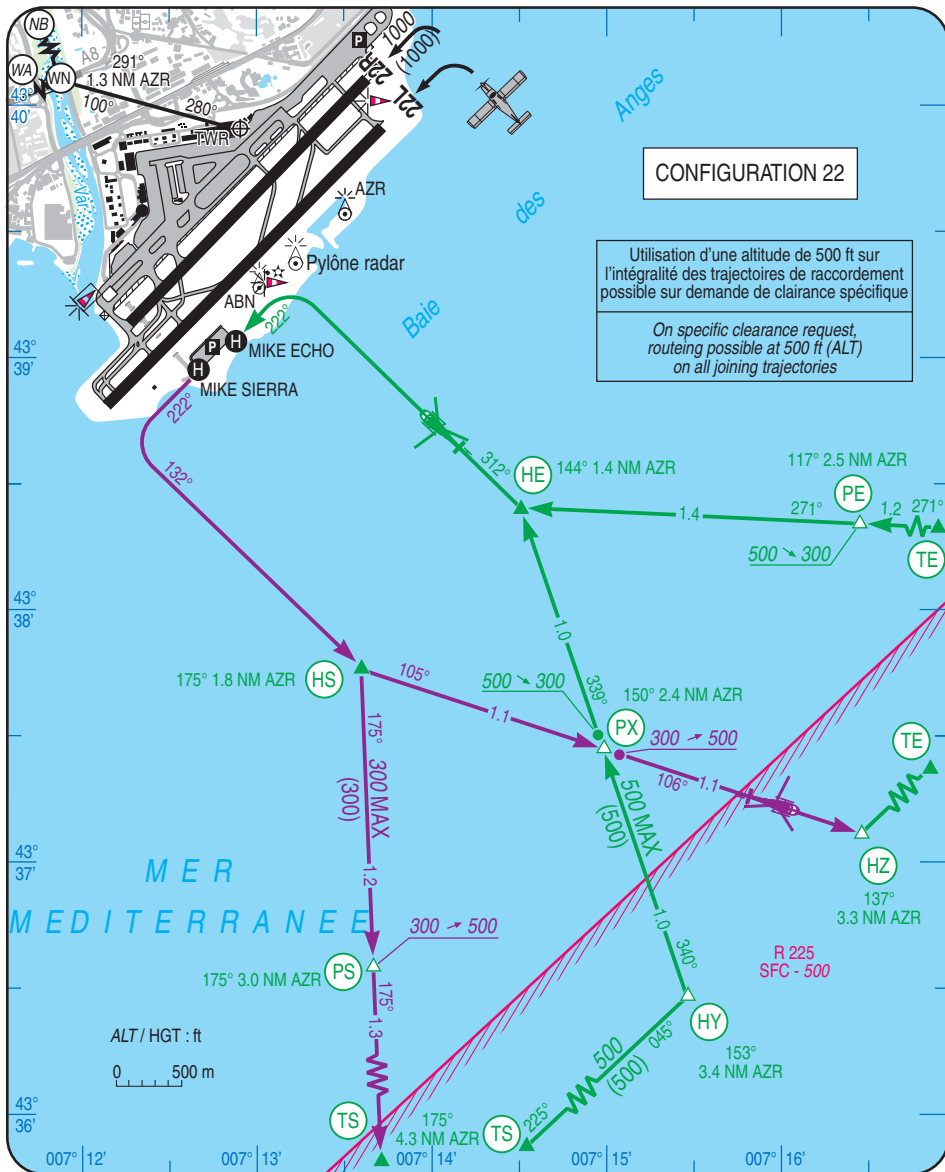 NB
WA
WN
A8
291°
1.3 NM AZR
100°
280°
TWR
43°
40'
Var
P
1000
(1000)
22R
22L
Anges
des
Baie
CONFIGURATION 22
Utilisation d'une altitude de 500 ft sur
l'intégralité des trajectoires de raccordement
possible sur demande de clairance spécifique
On specific clearance request,
routeing possible at 500 ft (ALT)
on all joining trajectories
AZR
Pylône radar
ABN
222°
P
H
MIKE ECHO
H
MIKE SIERRA
43°
39'
222°
132°
312°
HE
144° 1.4 NM AZR
117° 2.5 NM AZR
PE
1.4
271°
1.2
271°
500 ➘ 300
TE
43°
38'
1.0
HS
175° 1.8 NM AZR
105°
1.1
500 ➘ 300
339°
150° 2.4 NM AZR
PX
300 ➚ 500
TE
106°
1.1
175°
300 MAX
(300)
500 MAX
(500)
43°
37'
HZ
137°
3.3 NM AZR
MER
MEDITERRANEE
1.2
300 ➚ 500
1.0
340°
R 225
SFC - 500
PS
175° 3.0 NM AZR
175°
1.3
HY
153°
3.4 NM AZR
045°
500
(500)
225°
ALT / HGT : ft
0 500 m
43°
36'
TS
175°
4.3 NM AZR
TS
007° 12'
007° 13'
007° 14'
007° 15'
007° 16'